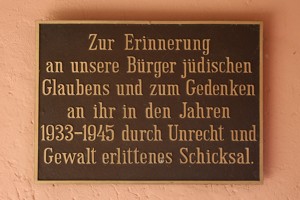 Zur Erinnerung
an unsere Bürger jüdischen
Glaubens und zum Gedenken
an ihr in den Jahren
1933-1945 durch Unrecht und
Gewalt erlittenes Schicksal.